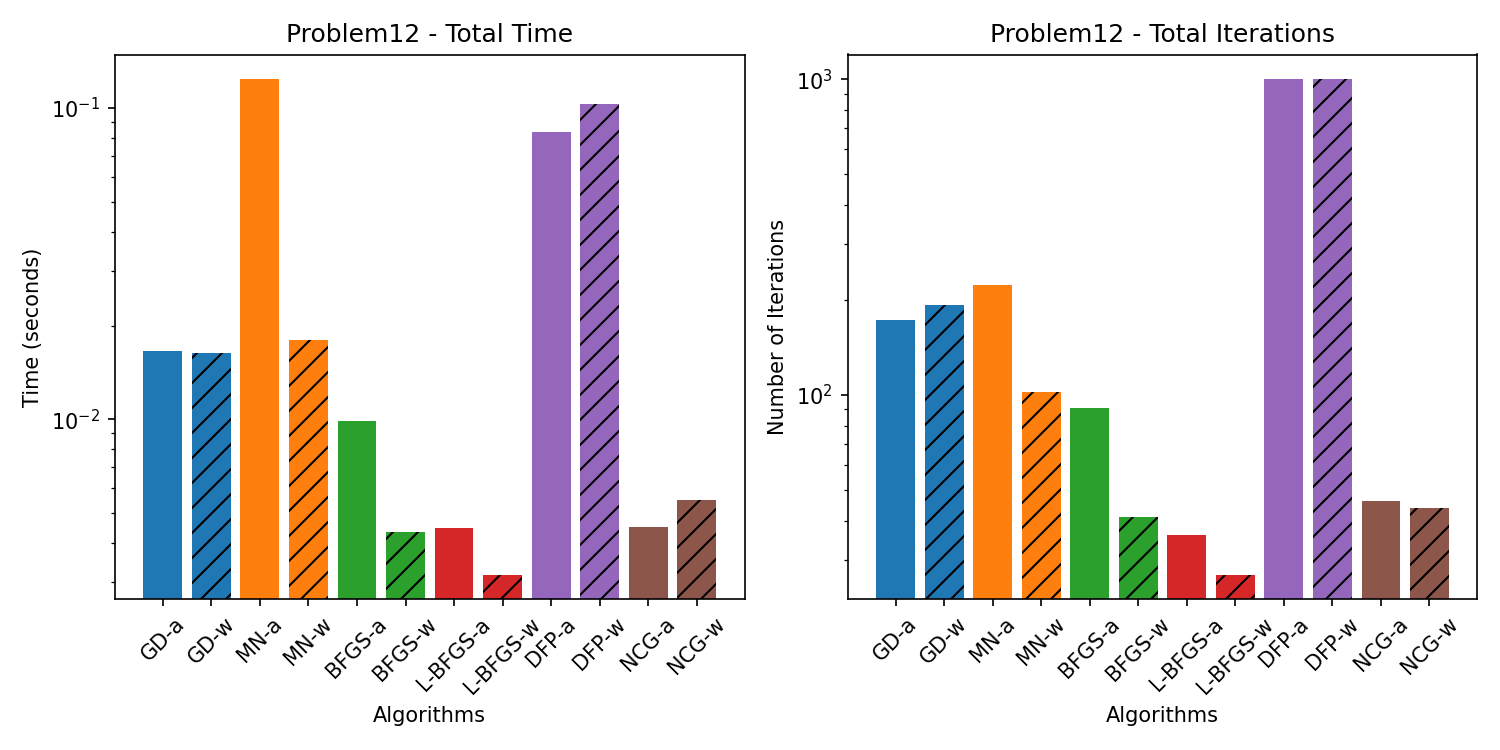 Problem12 - Total Time
Time (seconds)
10⁻¹
10⁻²
GD-a
GD-w
MN-a
MN-w
BFGS-a
BFGS-w
L-BFGS-a
L-BFGS-w
DFP-a
DFP-w
NCG-a
NCG-w
Algorithms
Problem12 - Total Iterations
Number of Iterations
10³
10²
GD-a
GD-w
MN-a
MN-w
BFGS-a
BFGS-w
L-BFGS-a
L-BFGS-w
DFP-a
DFP-w
NCG-a
NCG-w
Algorithms